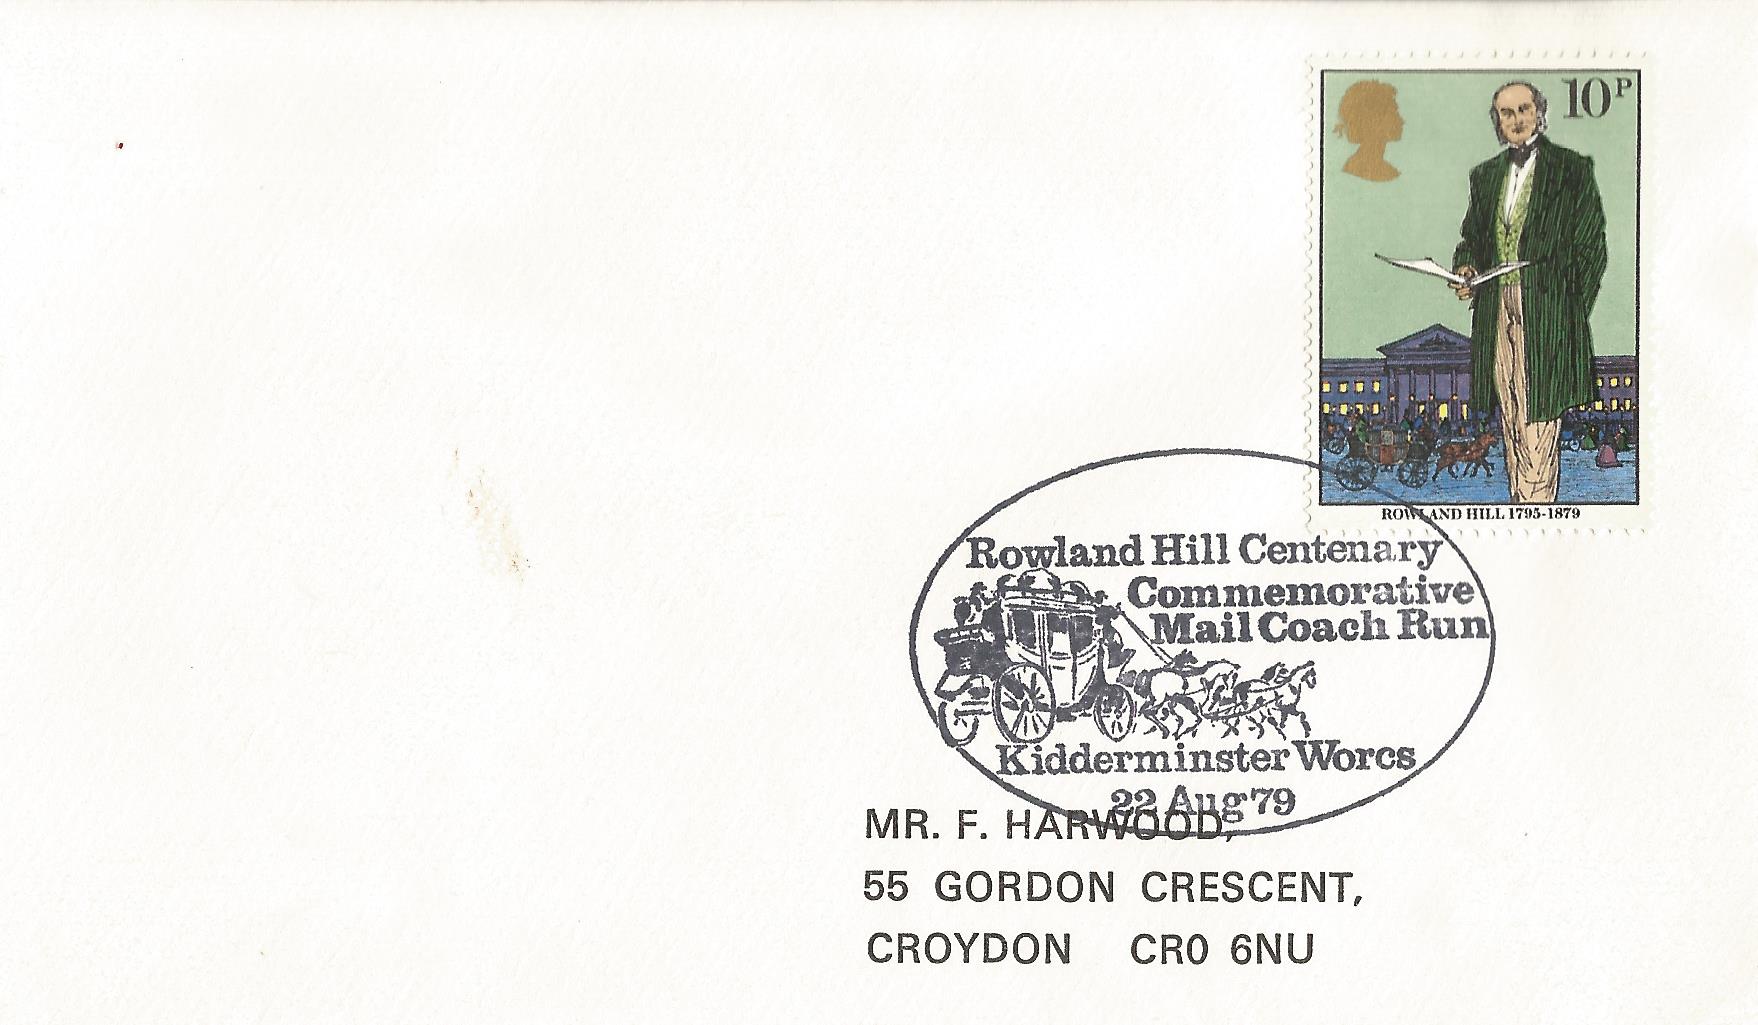 10P
ROWLAND HILL 1795-1879
Rowland Hill Centenary
Commemorative
Mail Coach Run
Kidderminster Worcs
22 Aug '79
MR. F. HARWOOD,
55 GORDON CRESCENT,
CROYDON CR0 6NU